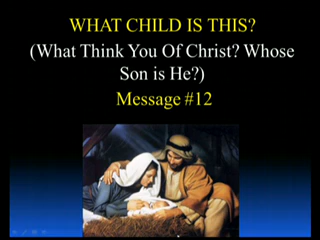 WHAT CHILD IS THIS?
(What Think You Of Christ? Whose
Son is He?)
Message #12